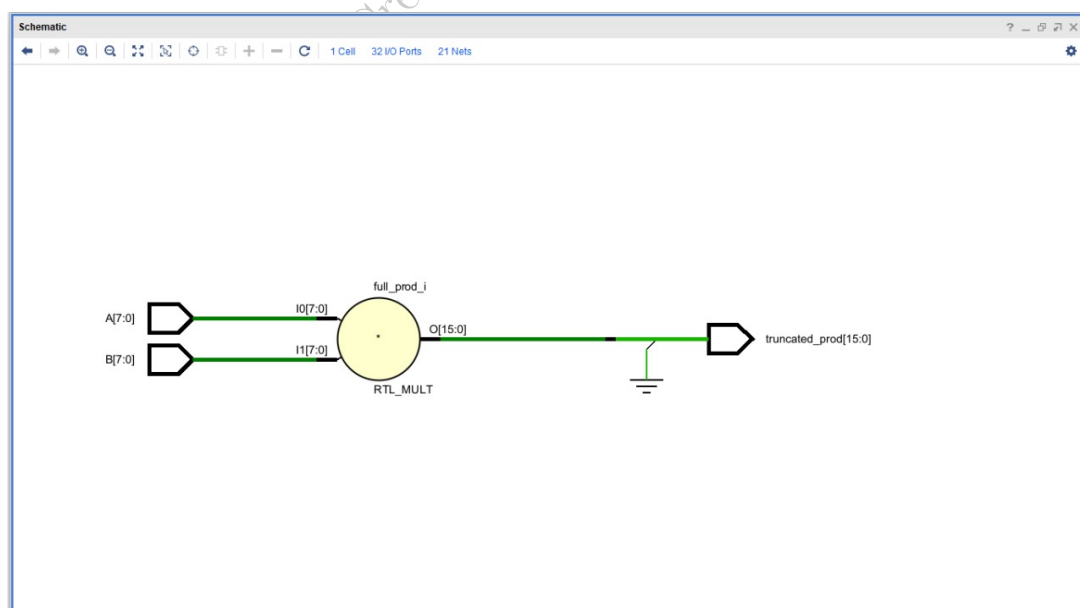 Schematic
1 Cell 32 I/O Ports 21 Nets
full_prod_i
A[7:0] I0[7:0]
O[15:0] truncated_prod[15:0]
B[7:0] I1[7:0]
RTL_MULT